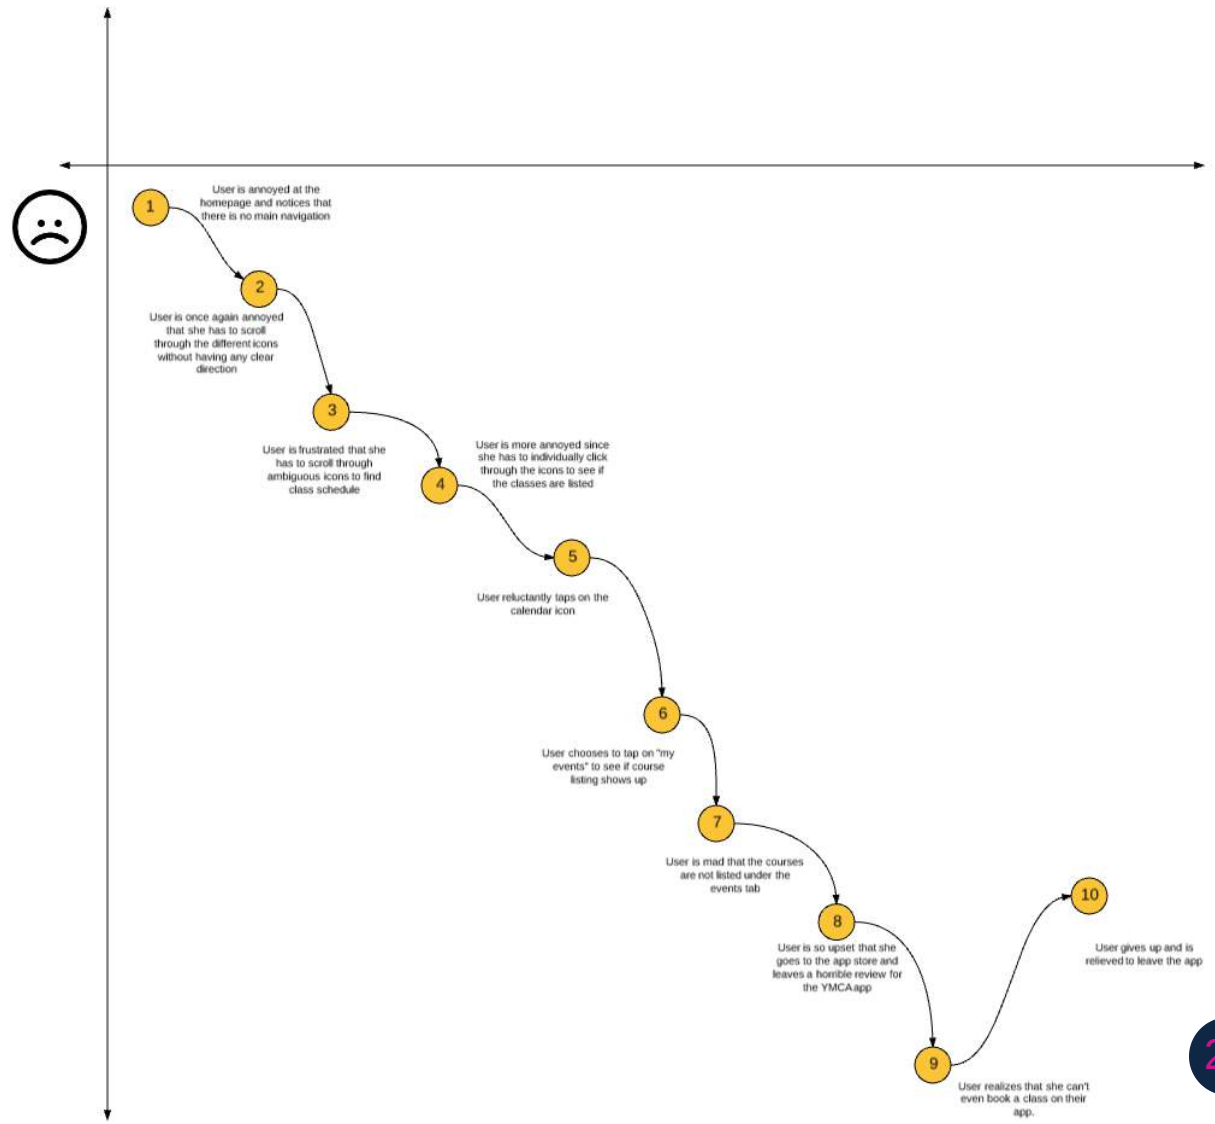 1
User is annoyed at the
homepage and notices that
there is no main navigation
2
User is once again annoyed
that she has to scroll
through the different icons
without having any clear
direction
3
User is frustrated that she
has to scroll through
ambiguous icons to find
class schedule
4
User is more annoyed since
she has to individually click
through the icons to see if
the classes are listed
5
User reluctantly taps on the
calendar icon
6
User chooses to tap on "my
events" to see if course
listing shows up
7
User is mad that the courses
are not listed under the
events tab
8
User is so upset that she
goes to the app store and
leaves a horrible review for
the YMCA app
9
User realizes that she can't
even book a class on their
app.
10
User gives up and is
relieved to leave the app